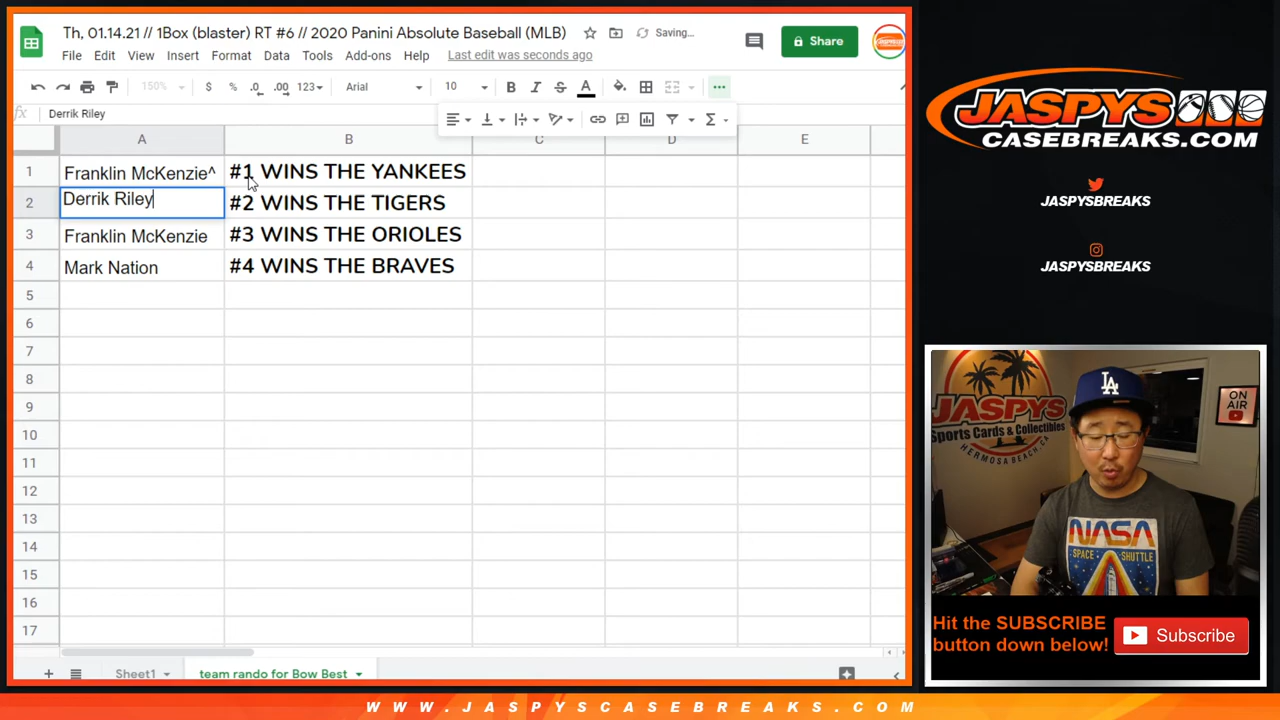 Th, 01.14.21 // 1Box (blaster) RT #6 // 2020 Panini Absolute Baseball (MLB)
Saving...
Share
File Edit View Insert Format Data Tools Add-ons Help Last edit was seconds ago
150% $ % .0 .00 123 Arial 10 B I S A
fx Derrik Riley
A B C D E
1 Franklin McKenzie^ #1 WINS THE YANKEES
2 Derrik Riley #2 WINS THE TIGERS
3 Franklin McKenzie #3 WINS THE ORIOLES
4 Mark Nation #4 WINS THE BRAVES
5
6
7
8
9
10
11
12
13
14
15
16
17
Sheet1 team rando for Bow Best
JASPYS
CASEBREAKS.COM
JASPYSBREAKS
JASPYSBREAKS
JASPYS
Sports Cards & Collectibles
HERMOSA BEACH, CA
ON AIR
LA
NASA
SPACE SHUTTLE
Hit the SUBSCRIBE
button down below!
Subscribe
WWW.JASPYSCASEBREAKS.COM